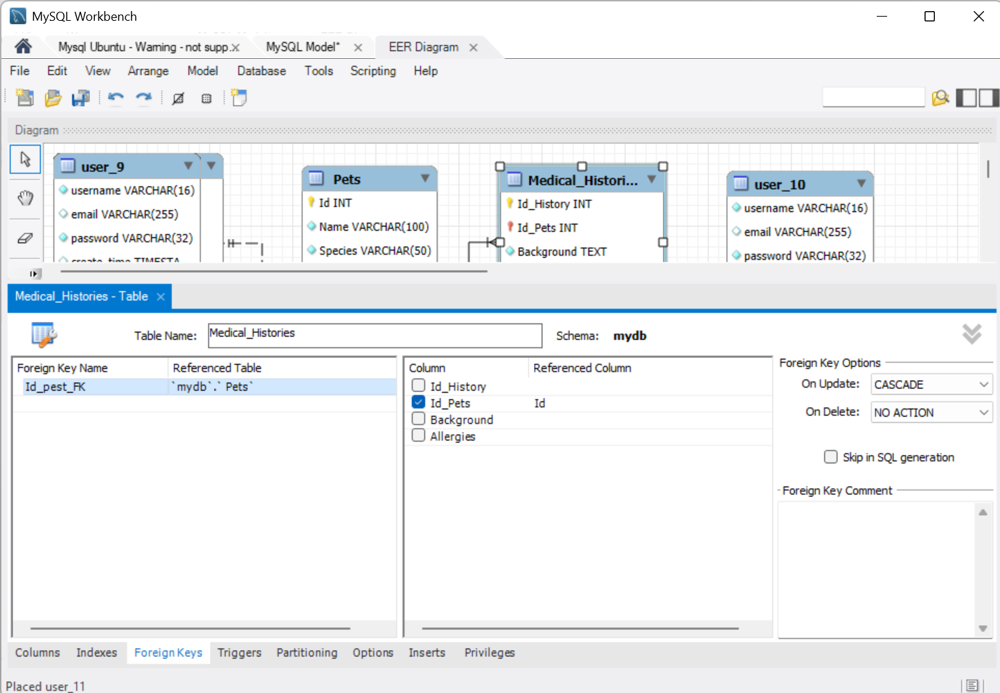 MySQL Workbench
Mysql Ubuntu - Warning - not supp.
MySQL Model*
EER Diagram
File Edit View Arrange Model Database Tools Scripting Help
Diagram
user_9
username VARCHAR(16)
email VARCHAR(255)
password VARCHAR(32)
create_time TIMESTA
Pets
Id INT
Name VARCHAR(100)
Species VARCHAR(50)
Medical_Histori...
Id_History INT
Id_Pets INT
Background TEXT
user_10
username VARCHAR(16)
email VARCHAR(255)
password VARCHAR(32)
Medical_Histories - Table
Table Name: Medical_Histories Schema: mydb
Foreign Key Name Referenced Table
Id_pest_FK `mydb`.` Pets`
Column Referenced Column
Id_History
Id_Pets Id
Background
Allergies
Foreign Key Options
On Update: CASCADE
On Delete: NO ACTION
Skip in SQL generation
Foreign Key Comment
Columns Indexes Foreign Keys Triggers Partitioning Options Inserts Privileges
Placed user_11